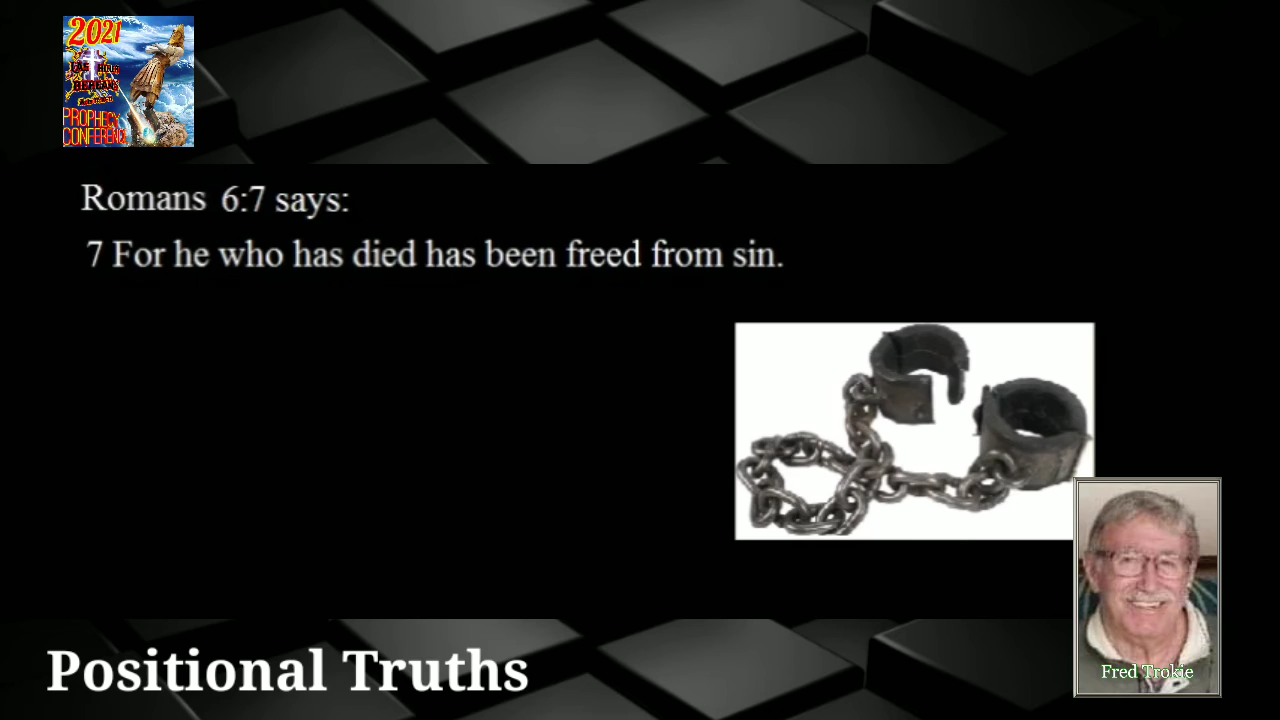 2021
PROPHECY
CONFERENCE
Romans 6:7 says:
7 For he who has died has been freed from sin.
Fred Trokie
Positional Truths